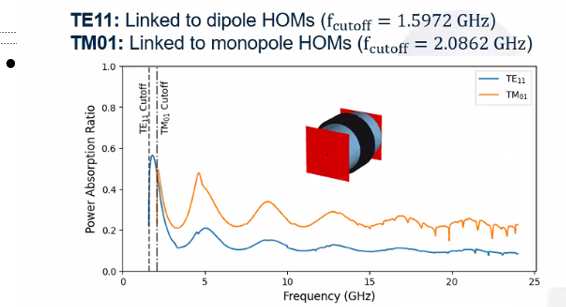 TE11: Linked to dipole HOMs (f_cutoff = 1.5972 GHz)
TM01: Linked to monopole HOMs (f_cutoff = 2.0862 GHz)
1.0
0.8
0.6
0.4
0.2
0.0
Power Absorption Ratio
TE11 Cutoff
TM01 Cutoff
TE11
TM01
0
5
10
15
20
25
Frequency (GHz)